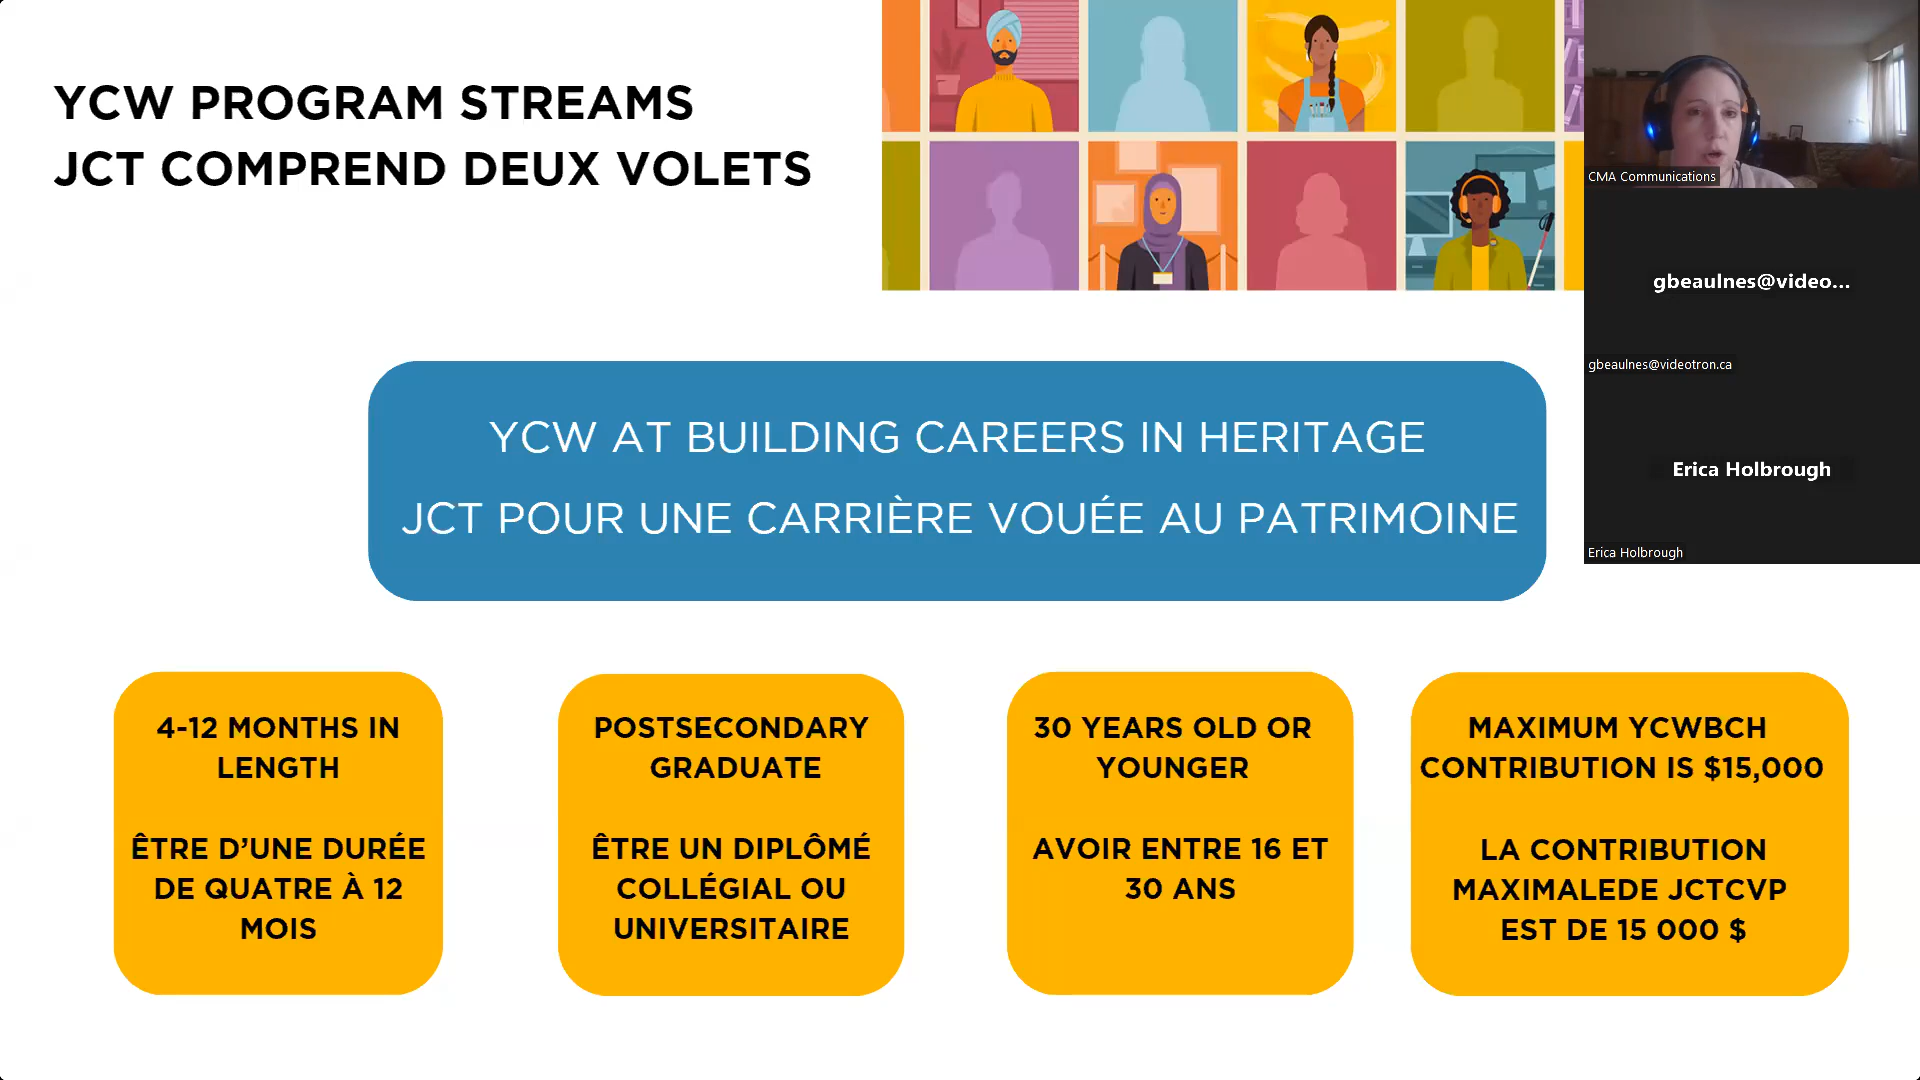 YCW PROGRAM STREAMS
JCT COMPREND DEUX VOLETS
CMA Communications
gbeaulnes@video...
gbeaulnes@videotron.ca
Erica Holbrough
Erica Holbrough
YCW AT BUILDING CAREERS IN HERITAGE
JCT POUR UNE CARRIÈRE VOUÉE AU PATRIMOINE
4-12 MONTHS IN
LENGTH
ÊTRE D’UNE DURÉE
DE QUATRE À 12
MOIS
POSTSECONDARY
GRADUATE
ÊTRE UN DIPLÔMÉ
COLLÉGIAL OU
UNIVERSITAIRE
30 YEARS OLD OR
YOUNGER
AVOIR ENTRE 16 ET
30 ANS
MAXIMUM YCWBCH
CONTRIBUTION IS $15,000
LA CONTRIBUTION
MAXIMALEDE JCTCVP
EST DE 15 000 $